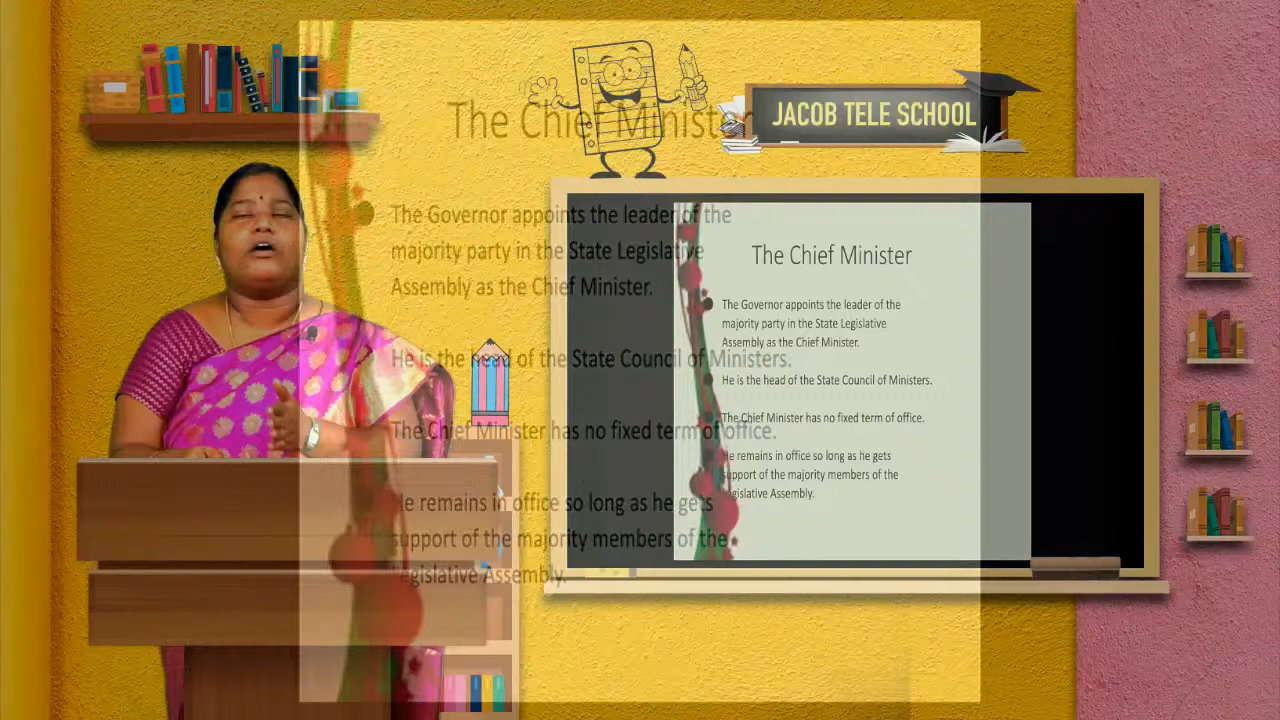 The Chief Minister
JACOB TELE SCHOOL
The Governor appoints the leader of the
majority party in the State Legislative
Assembly as the Chief Minister.
He is the head of the State Council of Ministers.
The Chief Minister has no fixed term of office.
He remains in office so long as he gets
support of the majority members of the
Legislative Assembly.
The Chief Minister
The Governor appoints the leader of the
majority party in the State Legislative
Assembly as the Chief Minister.
He is the head of the State Council of Ministers.
The Chief Minister has no fixed term of office.
He remains in office so long as he gets
support of the majority members of the
Legislative Assembly.